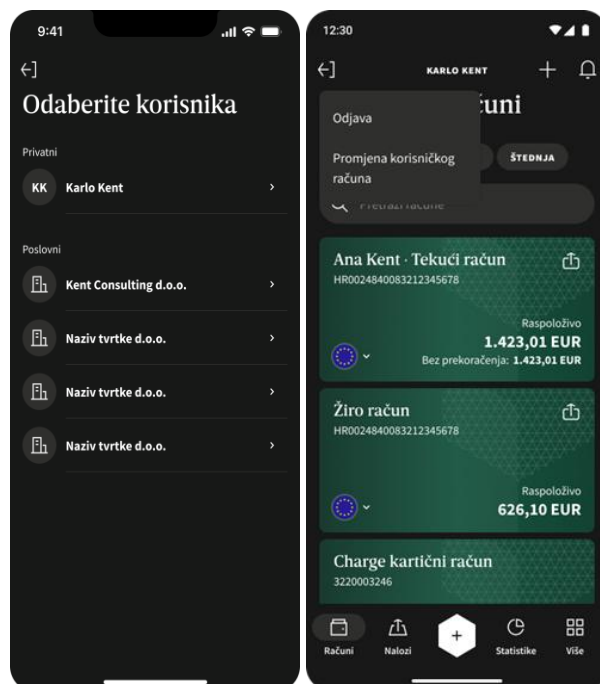 9:41
Odaberite korisnika
Privatni
KK Karlo Kent
Poslovni
Kent Consulting d.o.o.
Naziv tvrtke d.o.o.
Naziv tvrtke d.o.o.
Naziv tvrtke d.o.o.
12:30
KARLO KENT
Odjava
Promjena korisničkog
računa
ŠTEDNJA
Pretraži račune
Ana Kent · Tekući račun
HR0024840083212345678
Raspoloživo
1.423,01 EUR
Bez prekoračenja: 1.423,01 EUR
Žiro račun
HR0024840083212345678
Raspoloživo
626,10 EUR
Charge kartični račun
3220003246
Računi
Nalozi
Statistike
Više